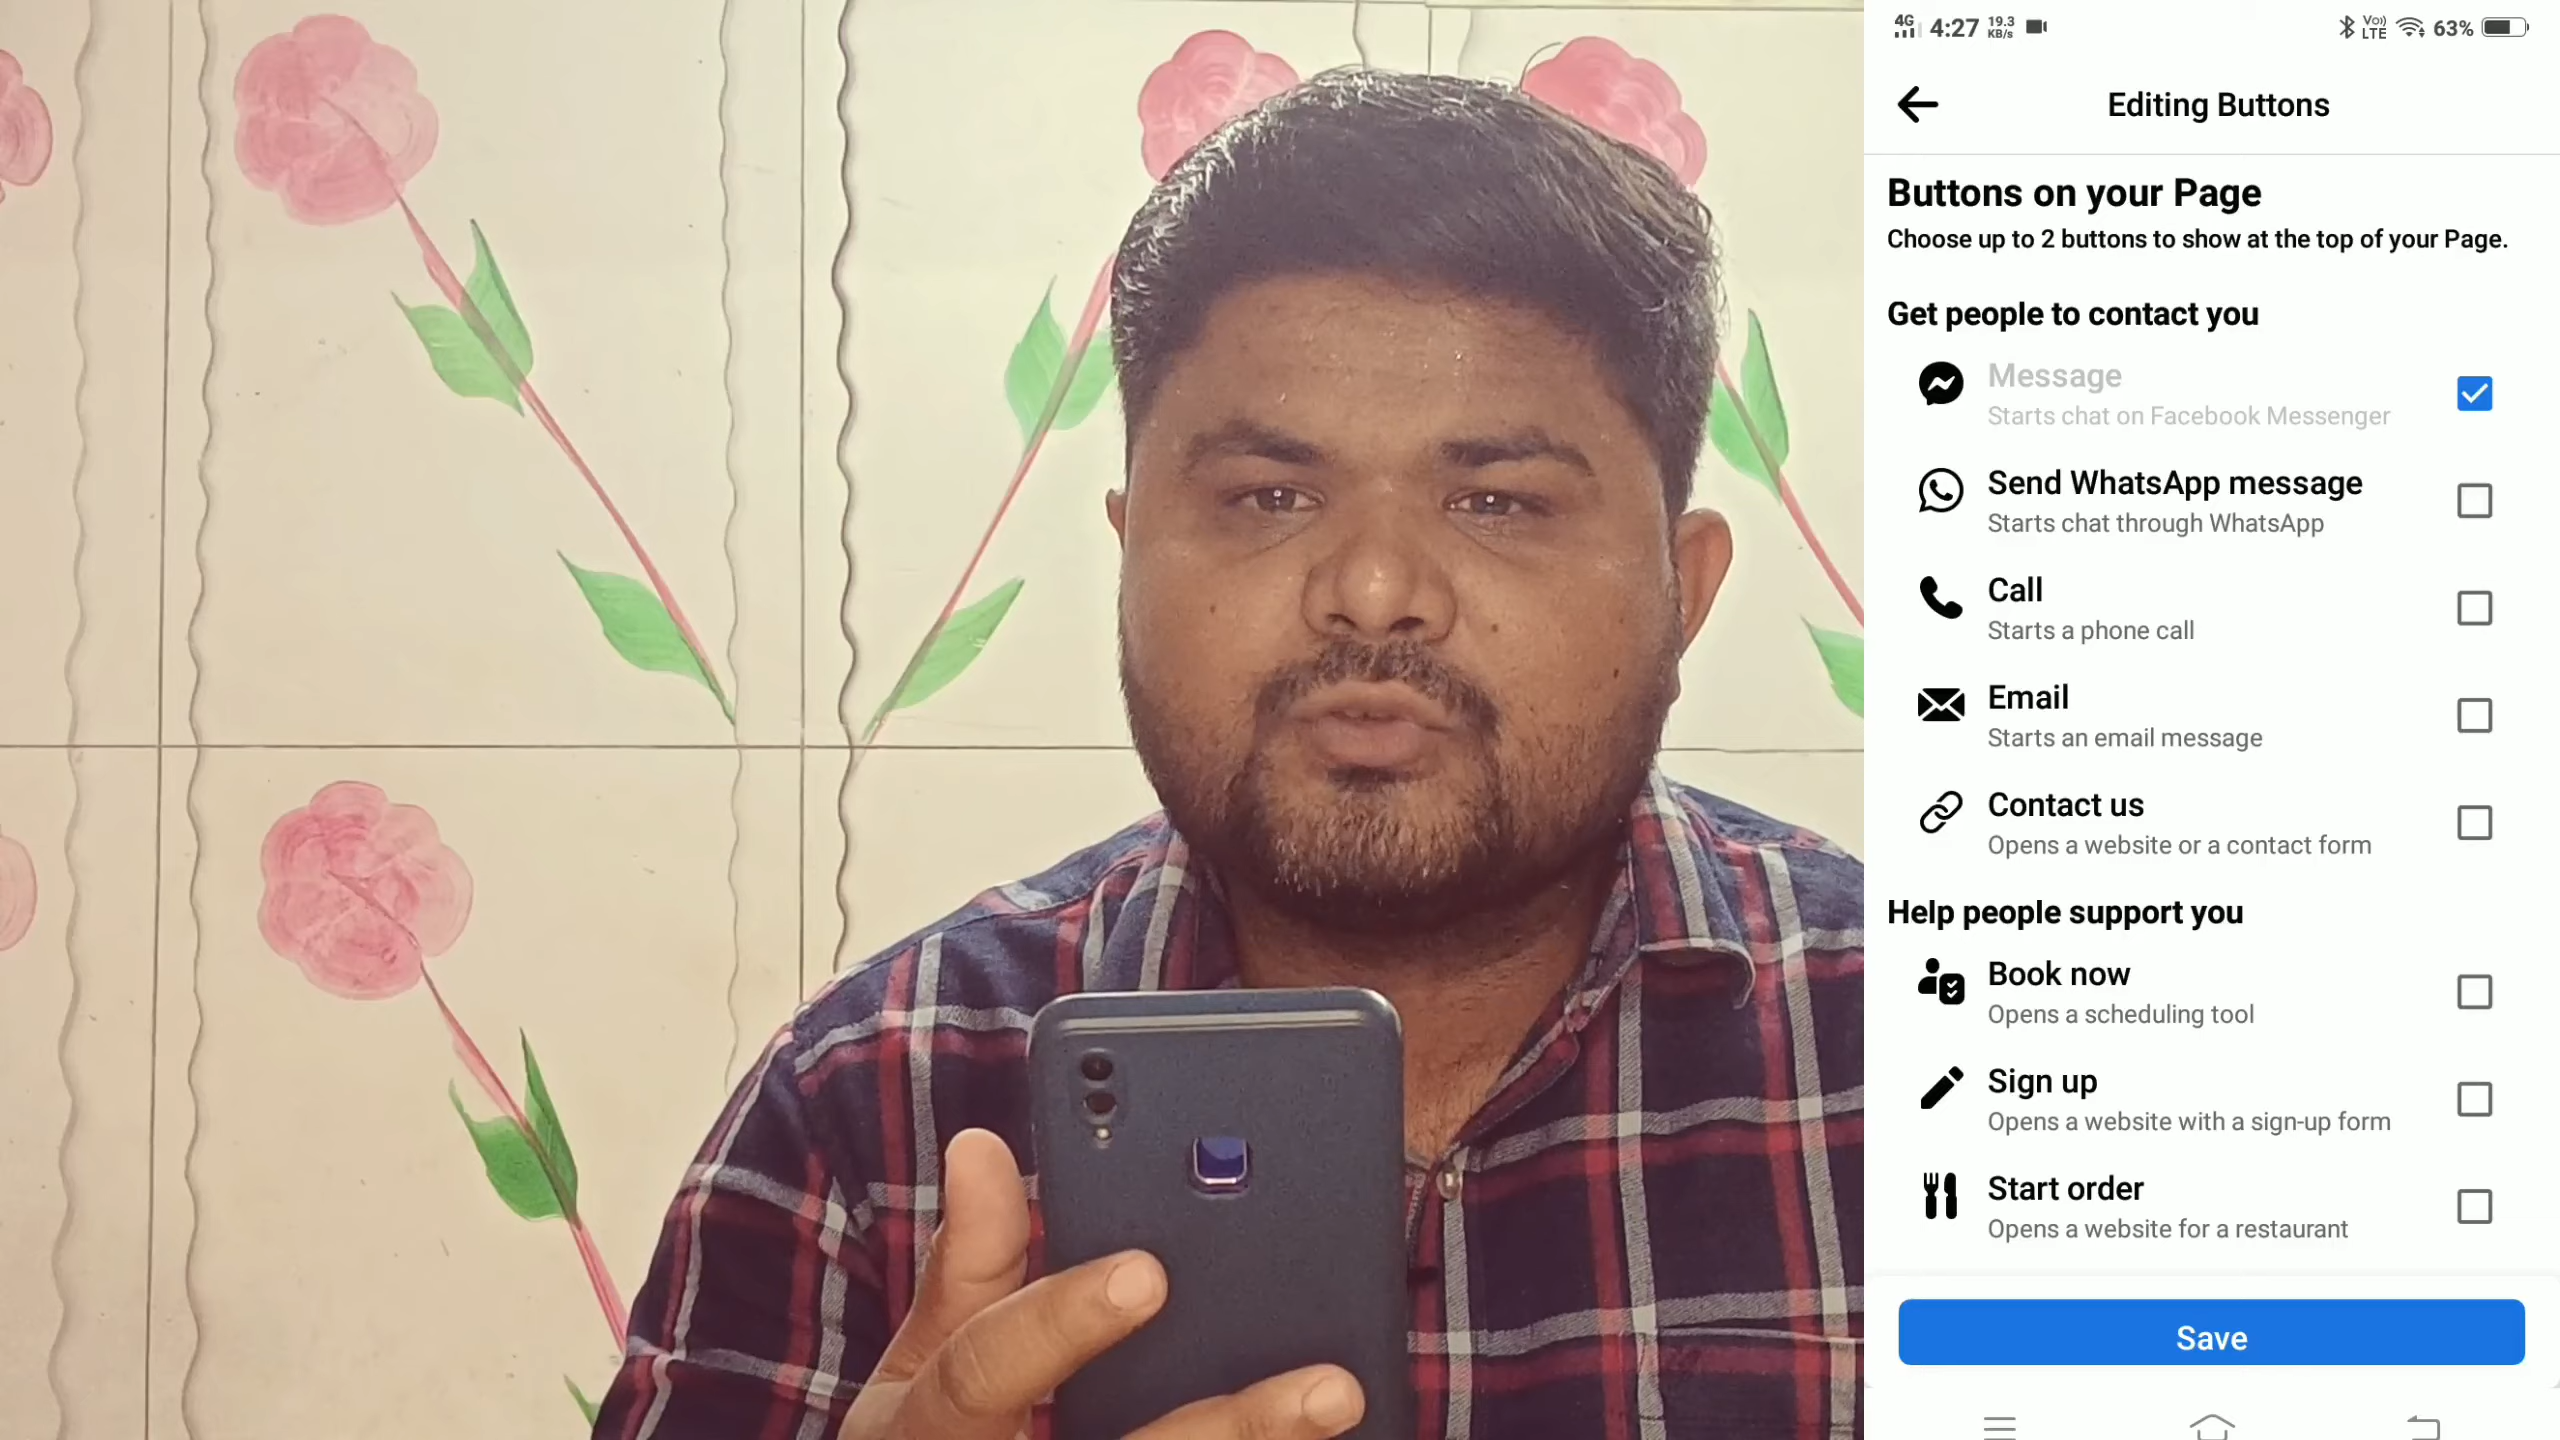 4G 4:27 19.3 KB/s Vo) LTE 63%
Editing Buttons
Buttons on your Page
Choose up to 2 buttons to show at the top of your Page.
Get people to contact you
Message
Starts chat on Facebook Messenger
Send WhatsApp message
Starts chat through WhatsApp
Call
Starts a phone call
Email
Starts an email message
Contact us
Opens a website or a contact form
Help people support you
Book now
Opens a scheduling tool
Sign up
Opens a website with a sign-up form
Start order
Opens a website for a restaurant
Save